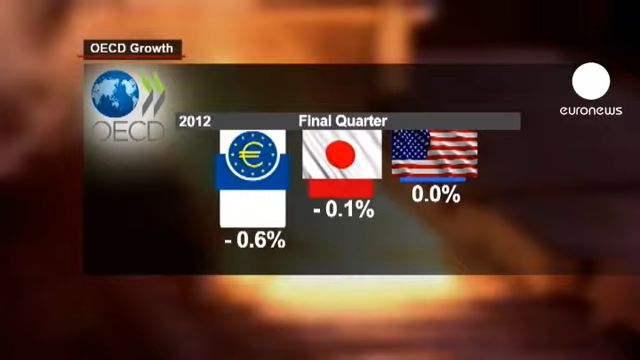 OECD Growth
OECD
euronews
2012 Final Quarter
€
- 0.6%
- 0.1%
0.0%